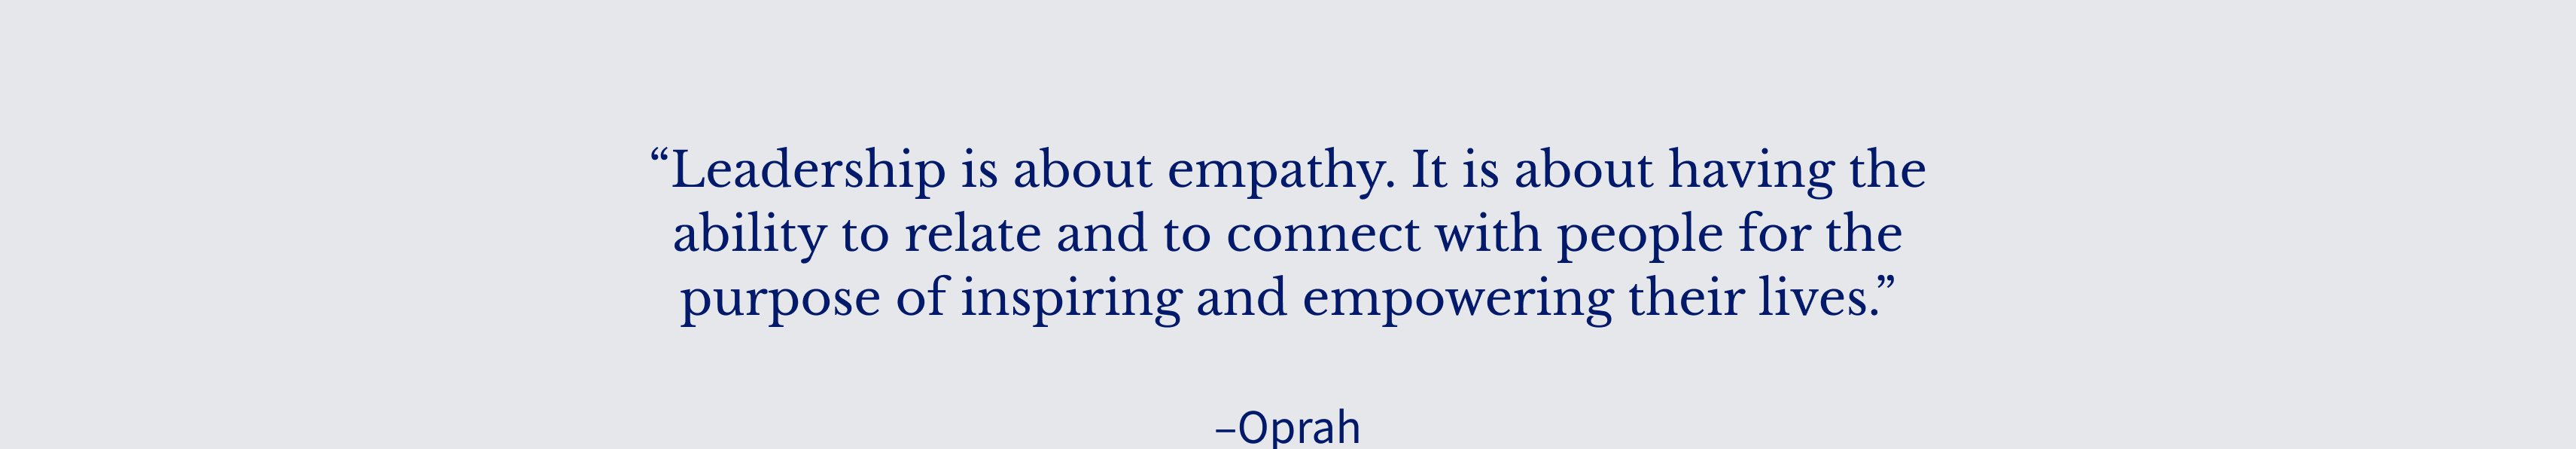 “Leadership is about empathy. It is about having the
ability to relate and to connect with people for the
purpose of inspiring and empowering their lives.”
–Oprah